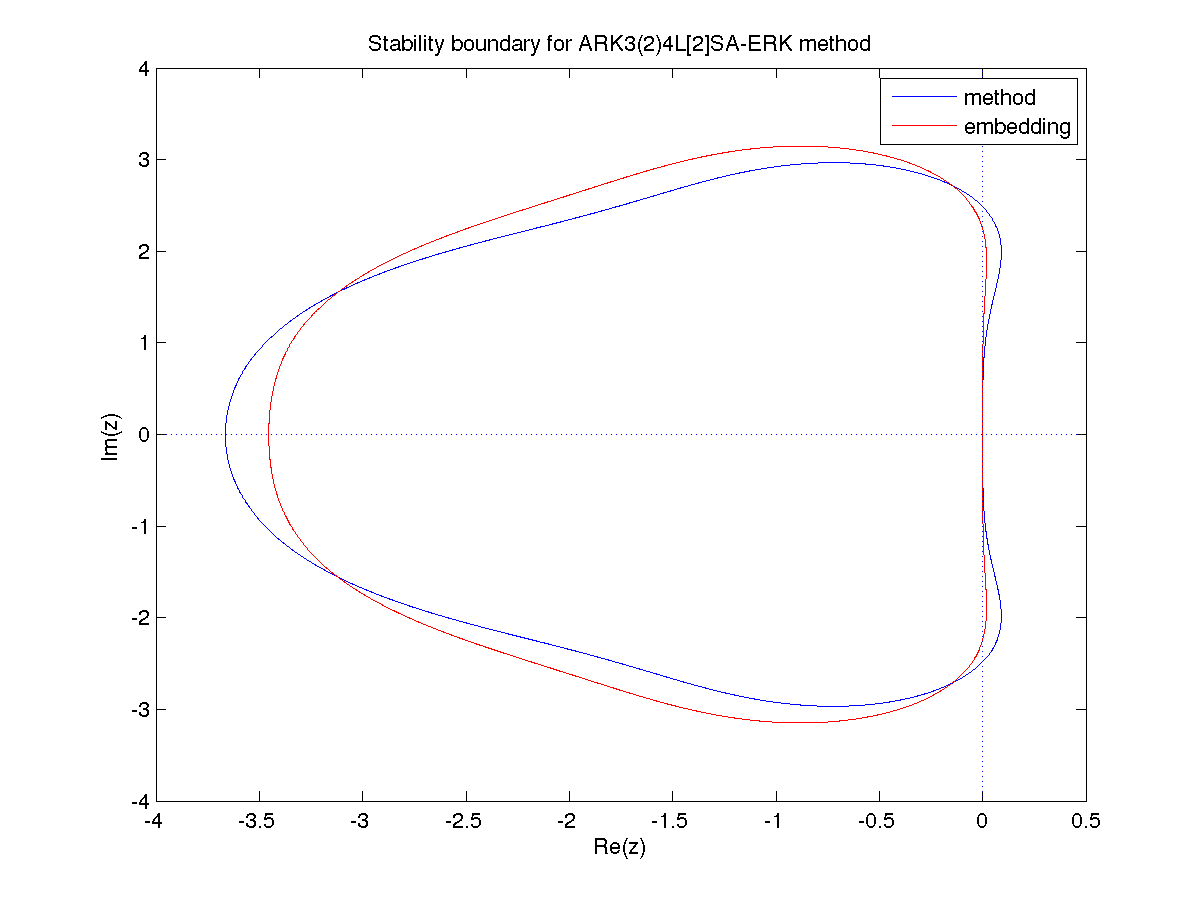 Stability boundary for ARK3(2)4L[2]SA-ERK method
method
embedding
4
3
2
1
0
-1
-2
-3
-4
Im(z)
-4 -3.5 -3 -2.5 -2 -1.5 -1 -0.5 0 0.5
Re(z)